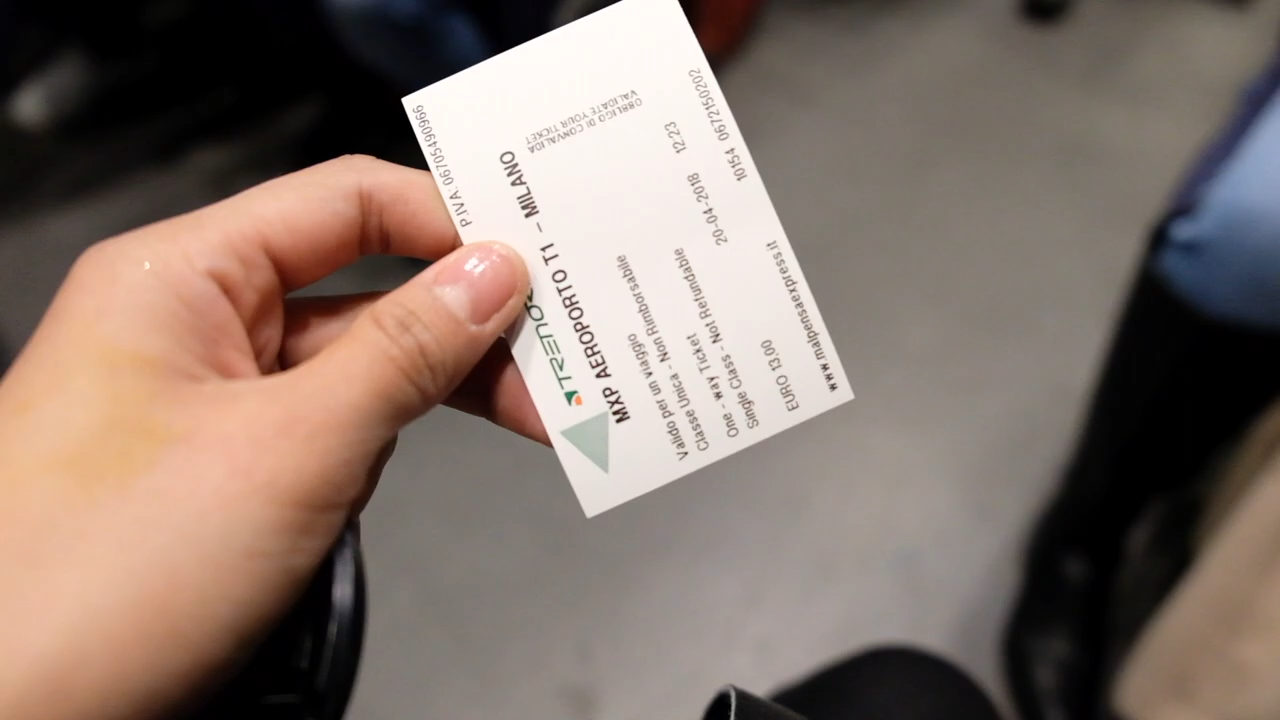 P.IVA: 06705490966
OBBLIGO DI CONVALIDA
VALIDATE YOUR TICKET
MXP AEROPORTO T1 - MILANO
Valido per un viaggio
Classe Unica - Non Rimborsabile
One - way Ticket
Single Class - Not Refundable
20-04-2018 12:23
EURO 13,00
10154 0672150202
www.malpensaexpress.it